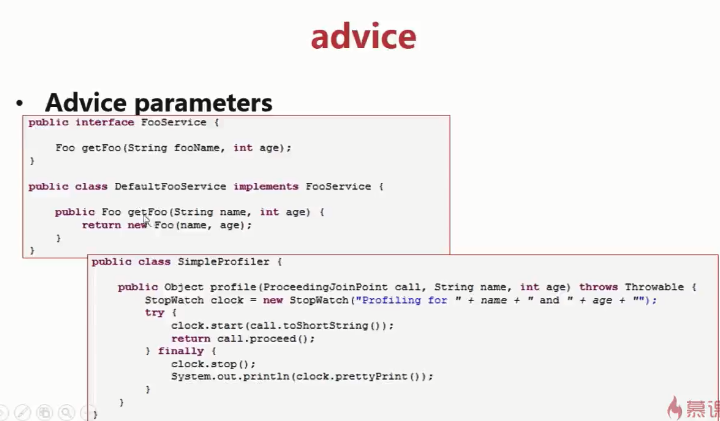 advice
• Advice parameters
public interface FooService {
Foo getFoo(String fooName, int age);
}
public class DefaultFooService implements FooService {
public Foo getFoo(String name, int age) {
return new Foo(name, age);
}
}
public class SimpleProfiler {
public Object profile(ProceedingJoinPoint call, String name, int age) throws Throwable {
StopWatch clock = new StopWatch("Profiling for " + name + " and " + age + "");
try {
clock.start(call.toShortString());
return call.proceed();
} finally {
clock.stop();
System.out.println(clock.prettyPrint());
}
}
}
慕课